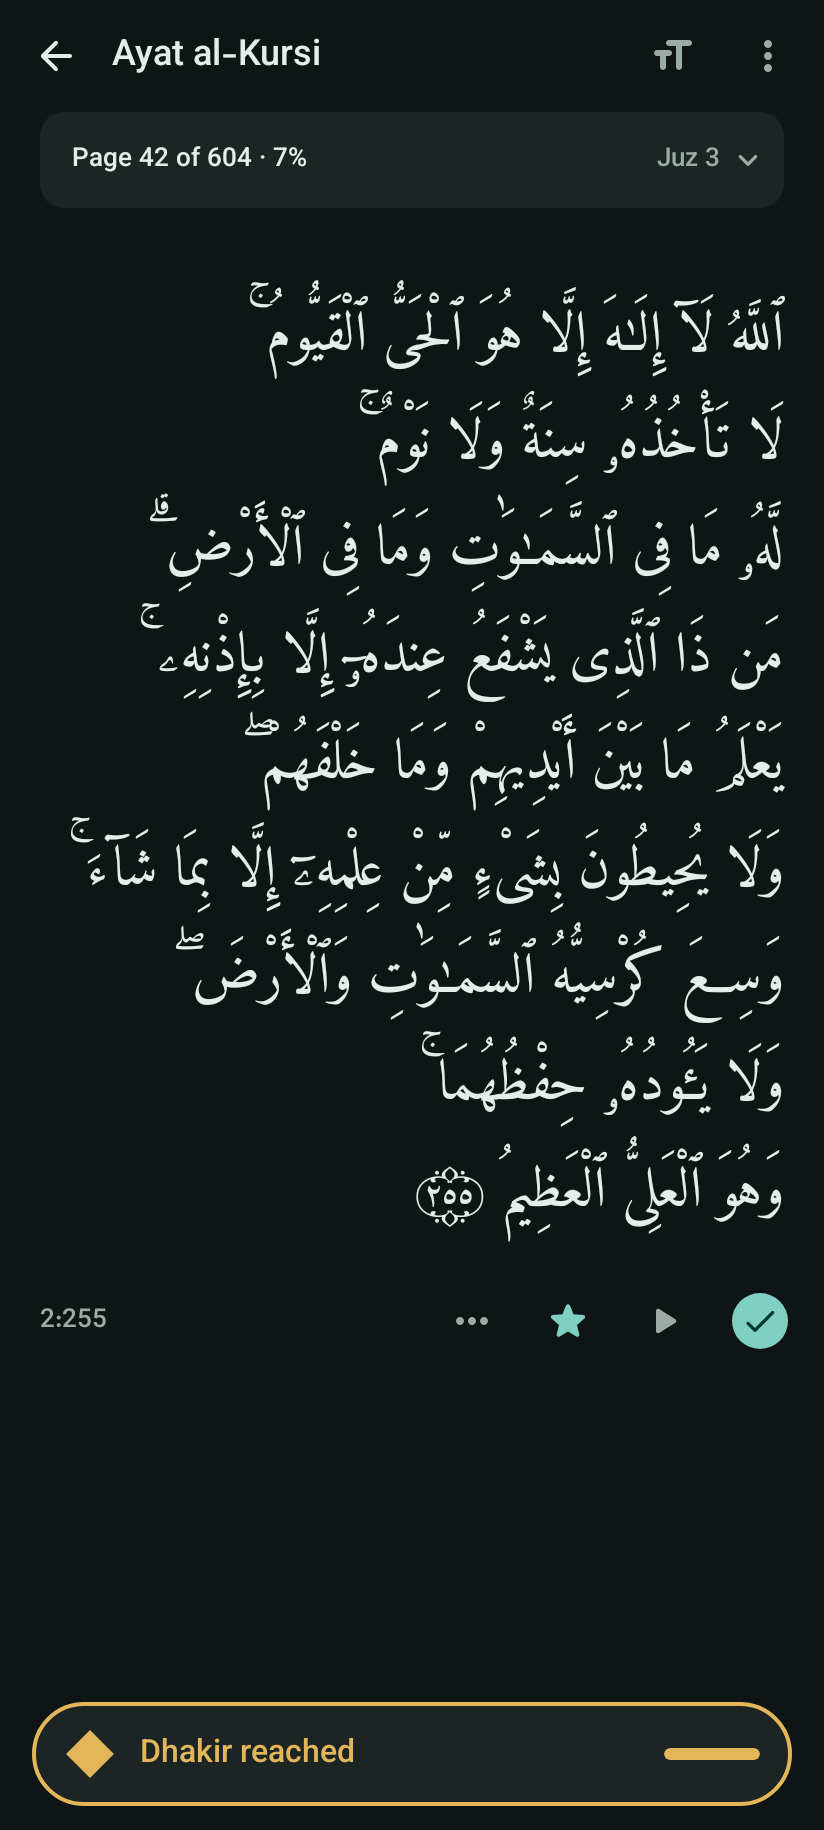 Ayat al-Kursi
Page 42 of 604 · 7%
Juz 3
ٱللَّهُ لَآ إِلَـٰهَ إِلَّا هُوَ ٱلْحَىُّ ٱلْقَيُّومُ ۚ
لَا تَأْخُذُهُۥ سِنَةٌ وَلَا نَوْمٌ ۚ
لَّهُۥ مَا فِى ٱلسَّمَـٰوَٰتِ وَمَا فِى ٱلْأَرْضِ ۗ
مَن ذَا ٱلَّذِى يَشْفَعُ عِندَهُۥٓ إِلَّا بِإِذْنِهِۦ ۚ
يَعْلَمُ مَا بَيْنَ أَيْدِيهِمْ وَمَا خَلْفَهُمْ ۖ
وَلَا يُحِيطُونَ بِشَىْءٍ مِّنْ عِلْمِهِۦٓ إِلَّا بِمَا شَآءَ ۚ
وَسِعَ كُرْسِيُّهُ ٱلسَّمَـٰوَٰتِ وَٱلْأَرْضَ ۖ
وَلَا يَـُٔودُهُۥ حِفْظُهُمَا ۚ
وَهُوَ ٱلْعَلِىُّ ٱلْعَظِيمُ ۝٢٥٥
2:255
Dhakir reached